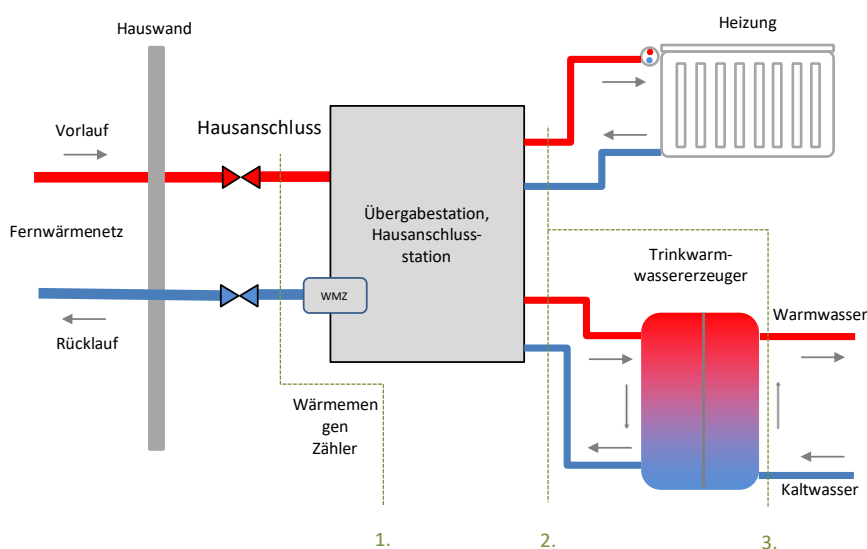 Hauswand
Heizung
Vorlauf
Hausanschluss
Fernwärmenetz
Übergabestation,
Hausanschluss-
station
WMZ
Rücklauf
Trinkwarm-
wassererzeuger
Warmwasser
Wärmemen
gen
Zähler
Kaltwasser
1.
2.
3.